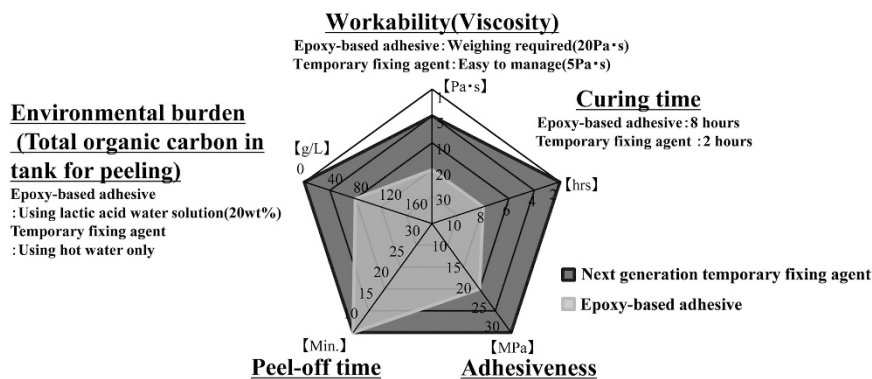 Workability(Viscosity)
Epoxy-based adhesive:Weighing required(20Pa・s)
Temporary fixing agent:Easy to manage(5Pa・s)
【Pa・s】
1
5
10
20
30
Curing time
Epoxy-based adhesive:8 hours
Temporary fixing agent :2 hours
【hrs】
2
4
6
8
10
Environmental burden
(Total organic carbon in
tank for peeling)
Epoxy-based adhesive
:Using lactic acid water solution(20wt%)
Temporary fixing agent
:Using hot water only
【g/L】
0
40
80
120
160
30
25
20
15
10
【Min.】
Peel-off time
10
15
20
25
30
【MPa】
Adhesiveness
Next generation temporary fixing agent
Epoxy-based adhesive